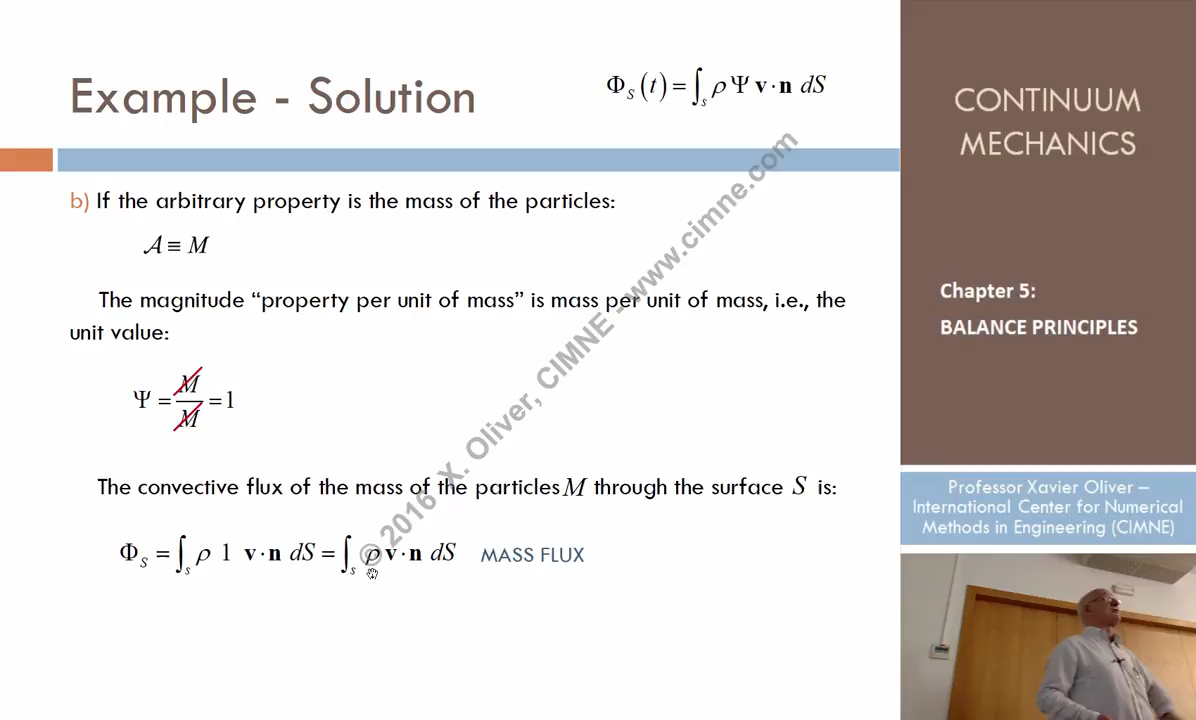 Example - Solution
Φ_S (t) = ∫_s ρ Ψ v · n dS
b) If the arbitrary property is the mass of the particles:
𝒜 ≡ M
The magnitude “property per unit of mass” is mass per unit of mass, i.e., the
unit value:
Ψ = M/M = 1
The convective flux of the mass of the particles M through the surface S is:
Φ_S = ∫_s ρ 1 v · n dS = ∫_s ρ v · n dS MASS FLUX
© 2016 X. Oliver, CIMNE - www.cimne.com
CONTINUUM
MECHANICS
Chapter 5:
BALANCE PRINCIPLES
Professor Xavier Oliver –
International Center for Numerical
Methods in Engineering (CIMNE)